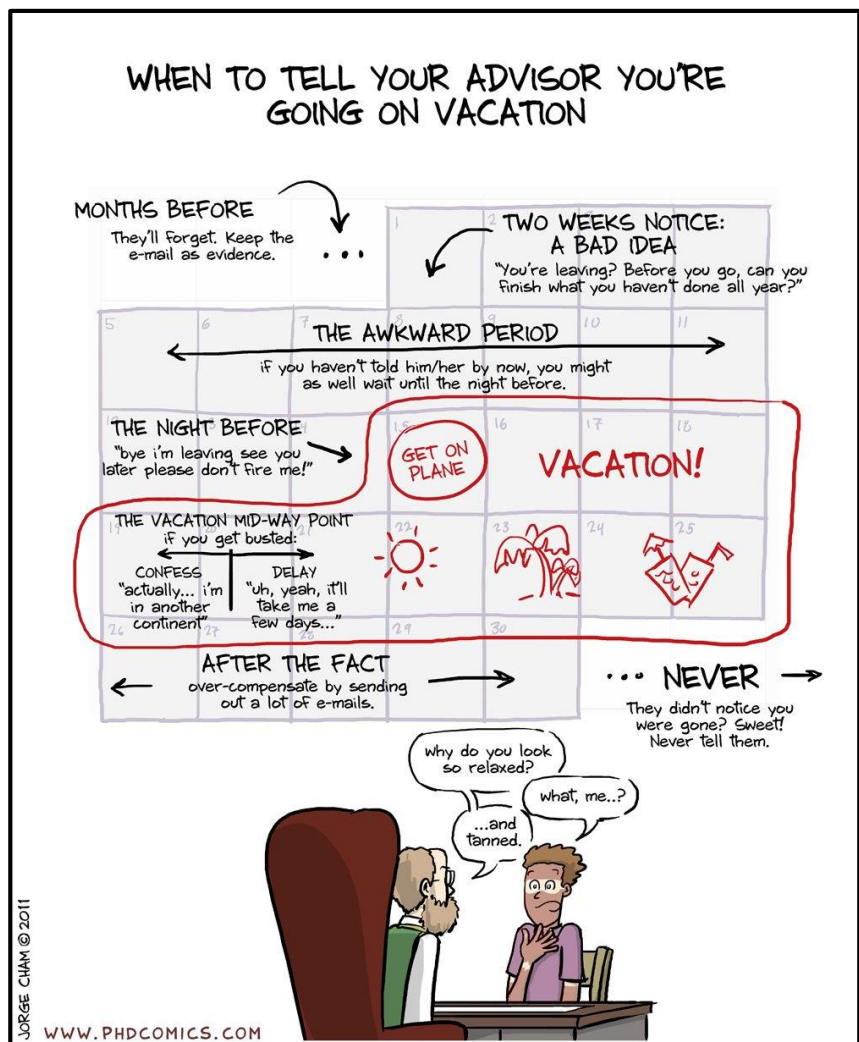 WHEN TO TELL YOUR ADVISOR YOU'RE
GOING ON VACATION
MONTHS BEFORE
They'll forget. Keep the
e-mail as evidence.
...
1
2
TWO WEEKS NOTICE:
A BAD IDEA
"You're leaving? Before you go, can you
finish what you haven't done all year?"
5
6
7
8
9
10
11
THE AWKWARD PERIOD
if you haven't told him/her by now, you might
as well wait until the night before.
THE NIGHT BEFORE
"bye i'm leaving see you
later please don't fire me!"
15
GET ON
PLANE
16
17
18
VACATION!
19
20
21
THE VACATION MID-WAY POINT
if you get busted:
CONFESS
"actually... i'm
in another
continent"
DELAY
"uh, yeah, it'll
take me a
few days..."
22
23
24
25
26
27
28
29
30
AFTER THE FACT
over-compensate by sending
out a lot of e-mails.
... NEVER
They didn't notice you
were gone? Sweet!
Never tell them.
why do you look
so relaxed?
what, me..?
...and
tanned.
JORGE CHAM © 2011
WWW.PHDCOMICS.COM